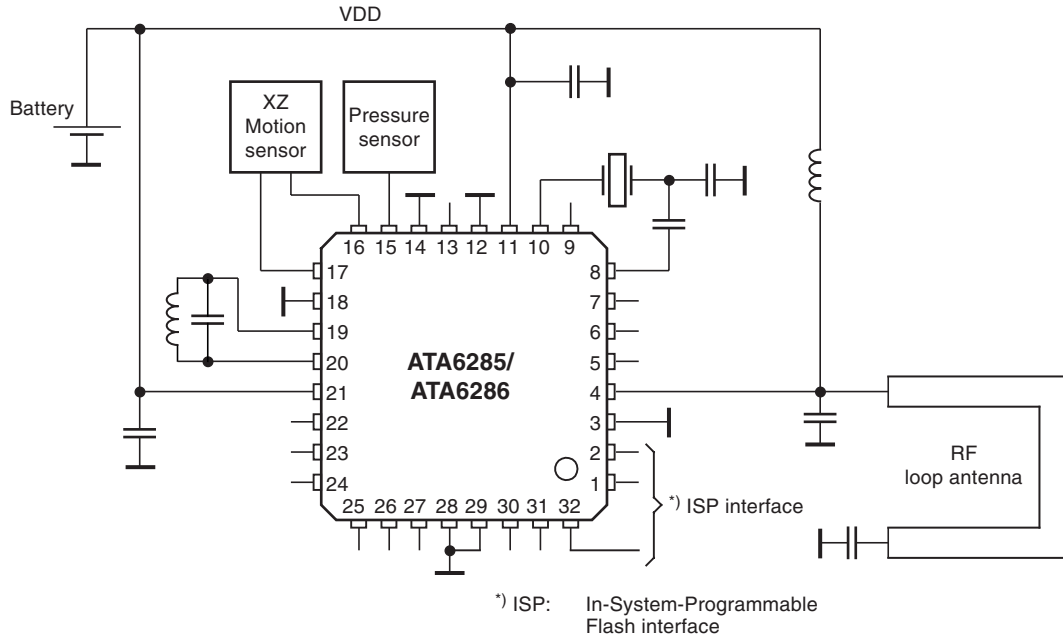 VDD
Battery
XZ
Motion
sensor
Pressure
sensor
16 15 14 13 12 11 10 9
17
18
19
20
21
22
23
24
8
7
6
5
4
3
2
1
ATA6285/
ATA6286
25 26 27 28 29 30 31 32
*) ISP interface
RF
loop antenna
*) ISP: In-System-Programmable
Flash interface